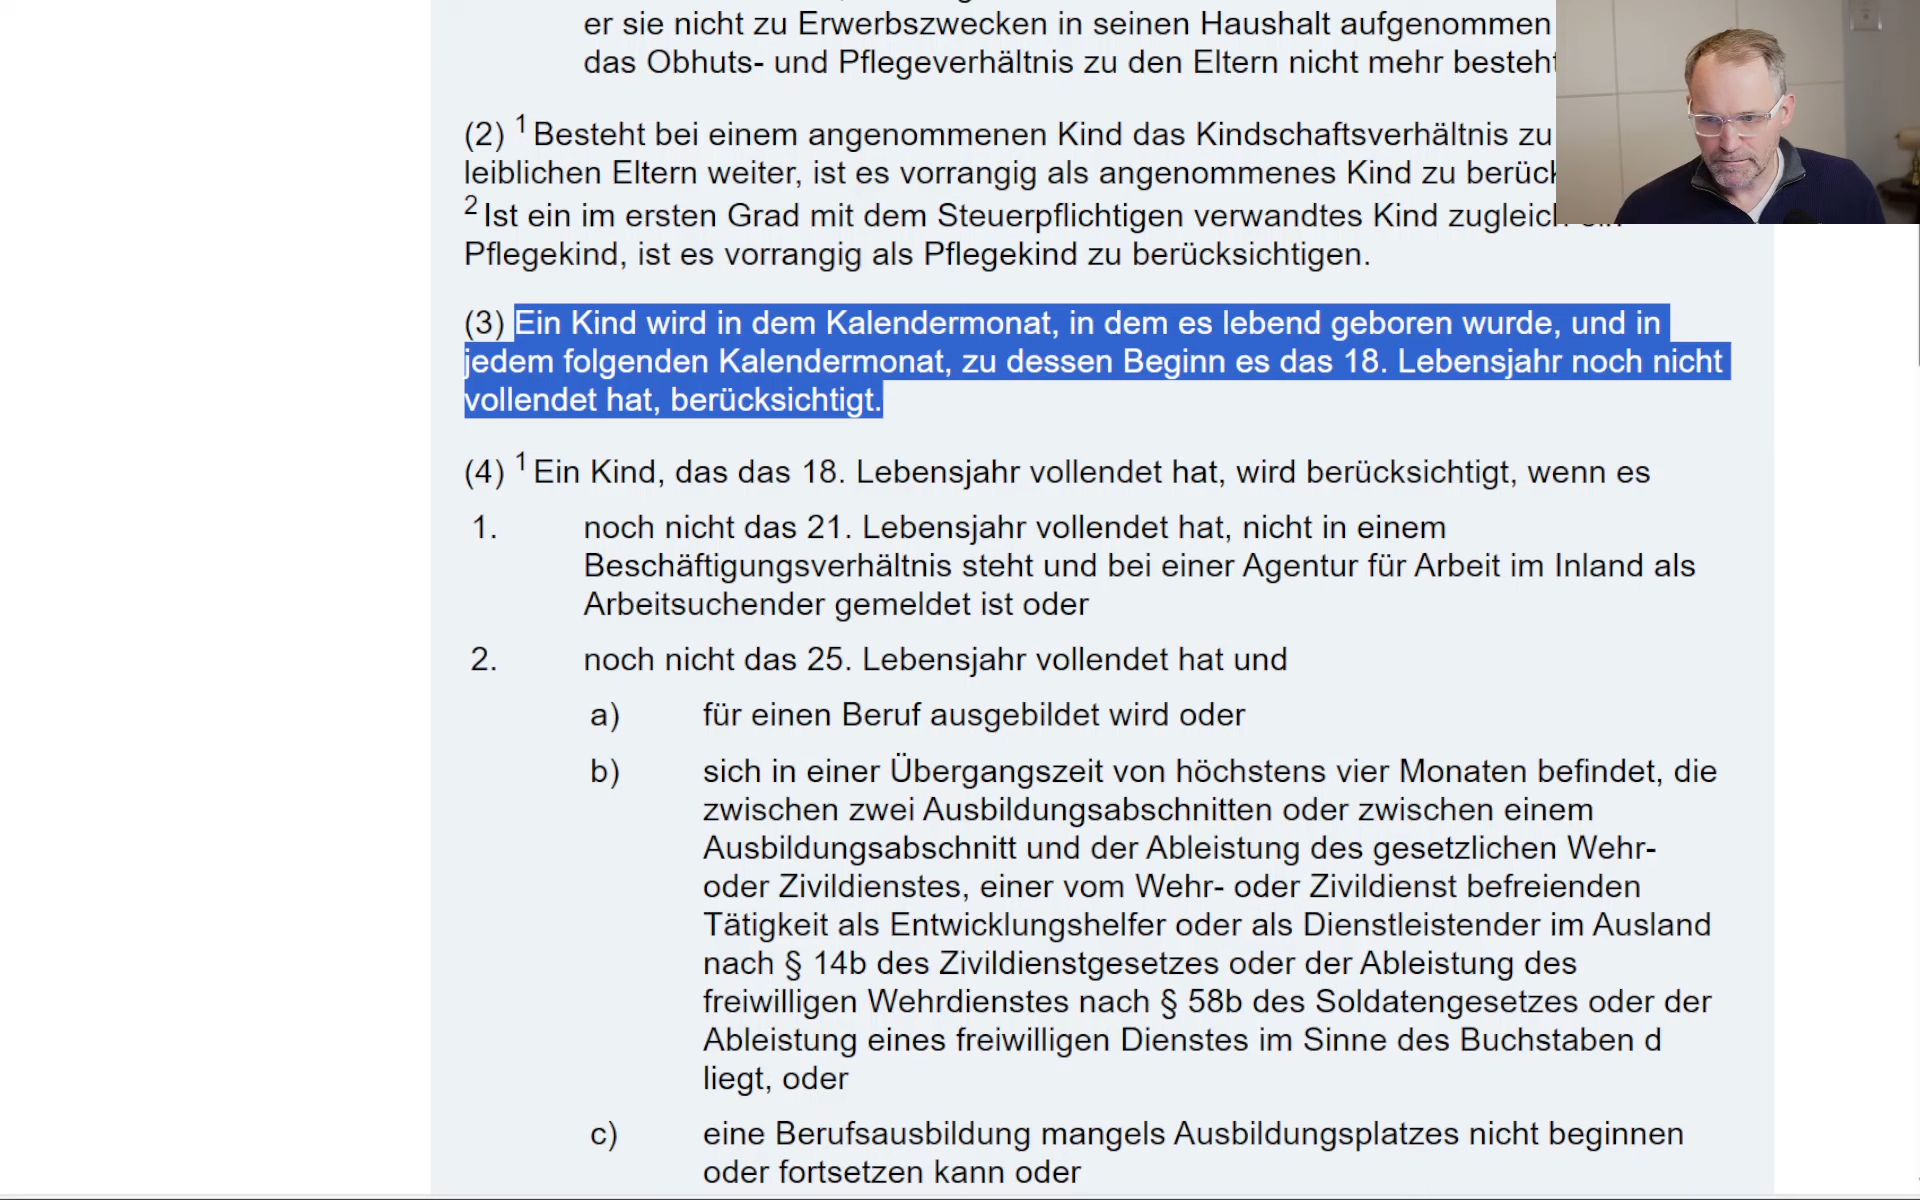 er sie nicht zu Erwerbszwecken in seinen Haushalt aufgenommen
das Obhuts- und Pflegeverhältnis zu den Eltern nicht mehr besteht
(2) 1 Besteht bei einem angenommenen Kind das Kindschaftsverhältnis zu
leiblichen Eltern weiter, ist es vorrangig als angenommenes Kind zu
2 Ist ein im ersten Grad mit dem Steuerpflichtigen verwandtes Kind zugleich ein
Pflegekind, ist es vorrangig als Pflegekind zu berücksichtigen.
(3) Ein Kind wird in dem Kalendermonat, in dem es lebend geboren wurde, und in
jedem folgenden Kalendermonat, zu dessen Beginn es das 18. Lebensjahr noch nicht
vollendet hat, berücksichtigt.
(4) 1 Ein Kind, das das 18. Lebensjahr vollendet hat, wird berücksichtigt, wenn es
1. noch nicht das 21. Lebensjahr vollendet hat, nicht in einem
Beschäftigungsverhältnis steht und bei einer Agentur für Arbeit im Inland als
Arbeitsuchender gemeldet ist oder
2. noch nicht das 25. Lebensjahr vollendet hat und
a) für einen Beruf ausgebildet wird oder
b) sich in einer Übergangszeit von höchstens vier Monaten befindet, die
zwischen zwei Ausbildungsabschnitten oder zwischen einem
Ausbildungsabschnitt und der Ableistung des gesetzlichen Wehr-
oder Zivildienstes, einer vom Wehr- oder Zivildienst befreienden
Tätigkeit als Entwicklungshelfer oder als Dienstleistender im Ausland
nach § 14b des Zivildienstgesetzes oder der Ableistung des
freiwilligen Wehrdienstes nach § 58b des Soldatengesetzes oder der
Ableistung eines freiwilligen Dienstes im Sinne des Buchstaben d
liegt, oder
c) eine Berufsausbildung mangels Ausbildungsplatzes nicht beginnen
oder fortsetzen kann oder